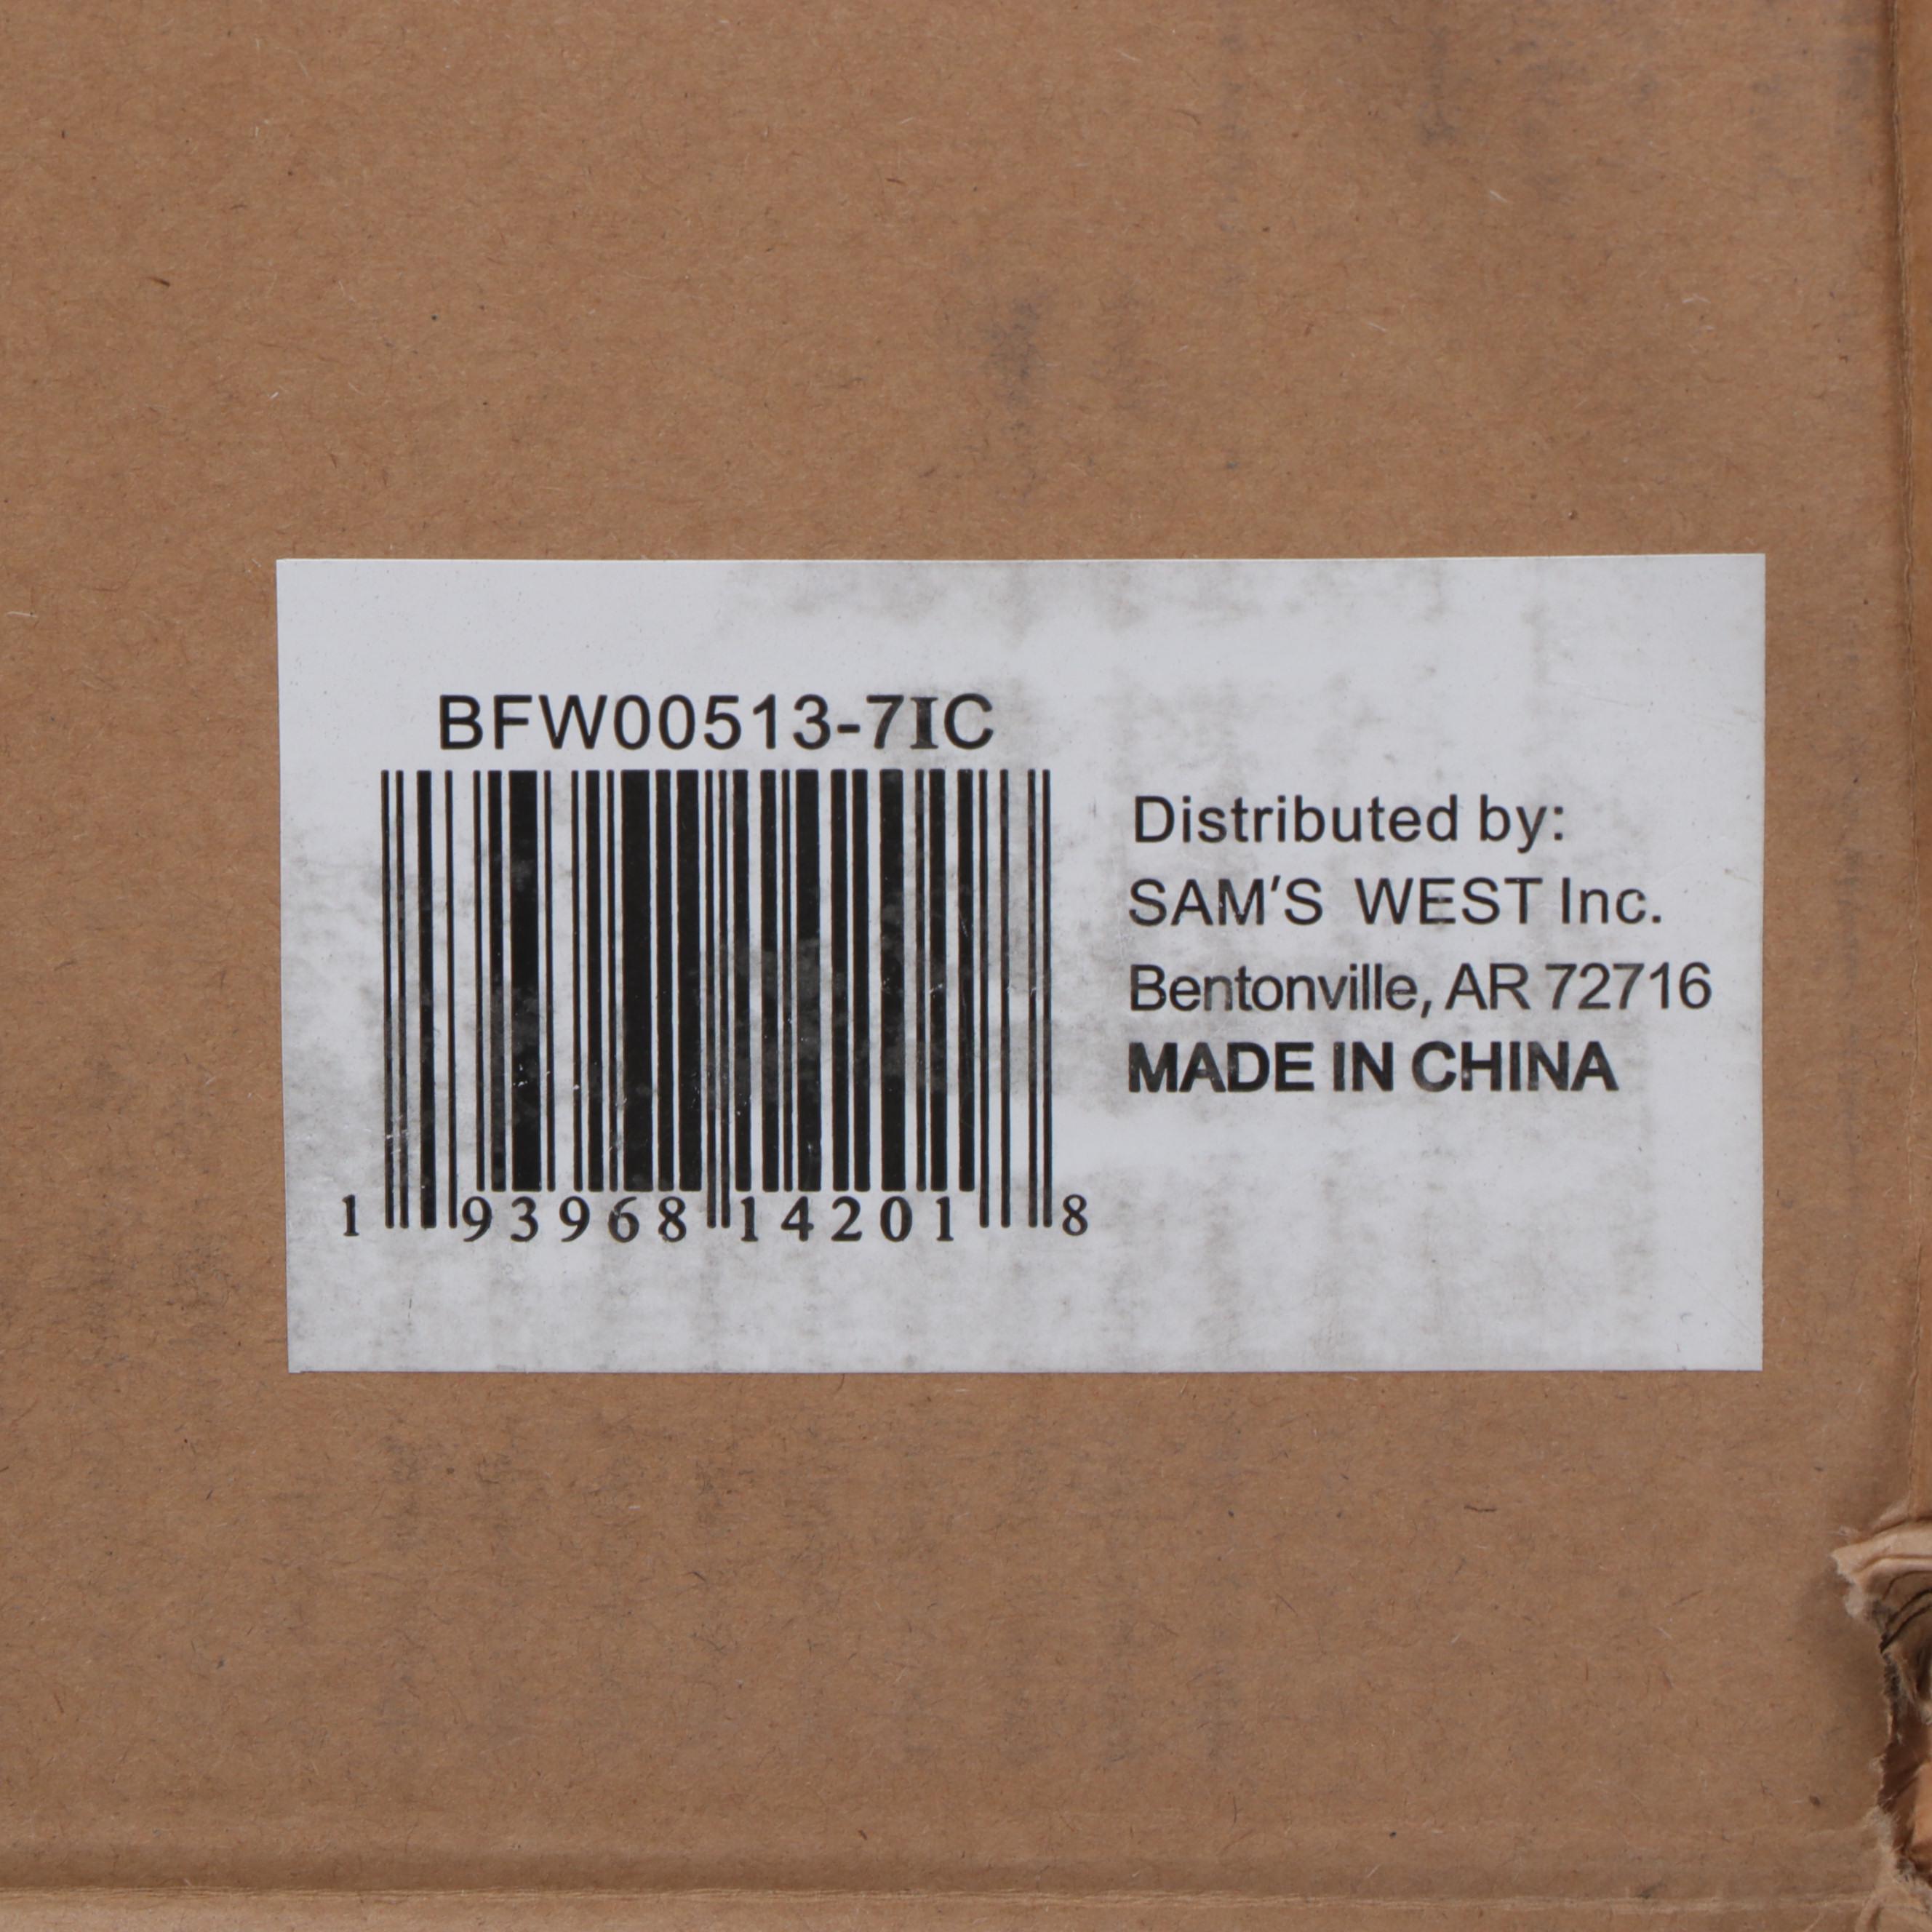 BFW00513-7IC
1 93968 14201 8
Distributed by:
SAM'S WEST Inc.
Bentonville, AR 72716
MADE IN CHINA